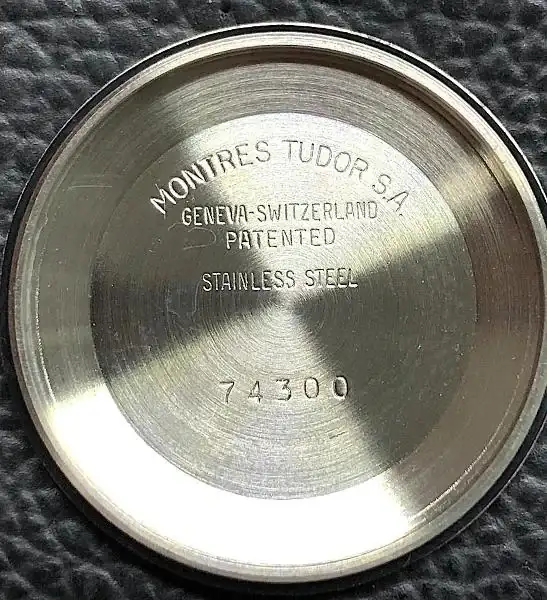 MONTRES TUDOR S.A.
GENEVA-SWITZERLAND
PATENTED
STAINLESS STEEL
74300